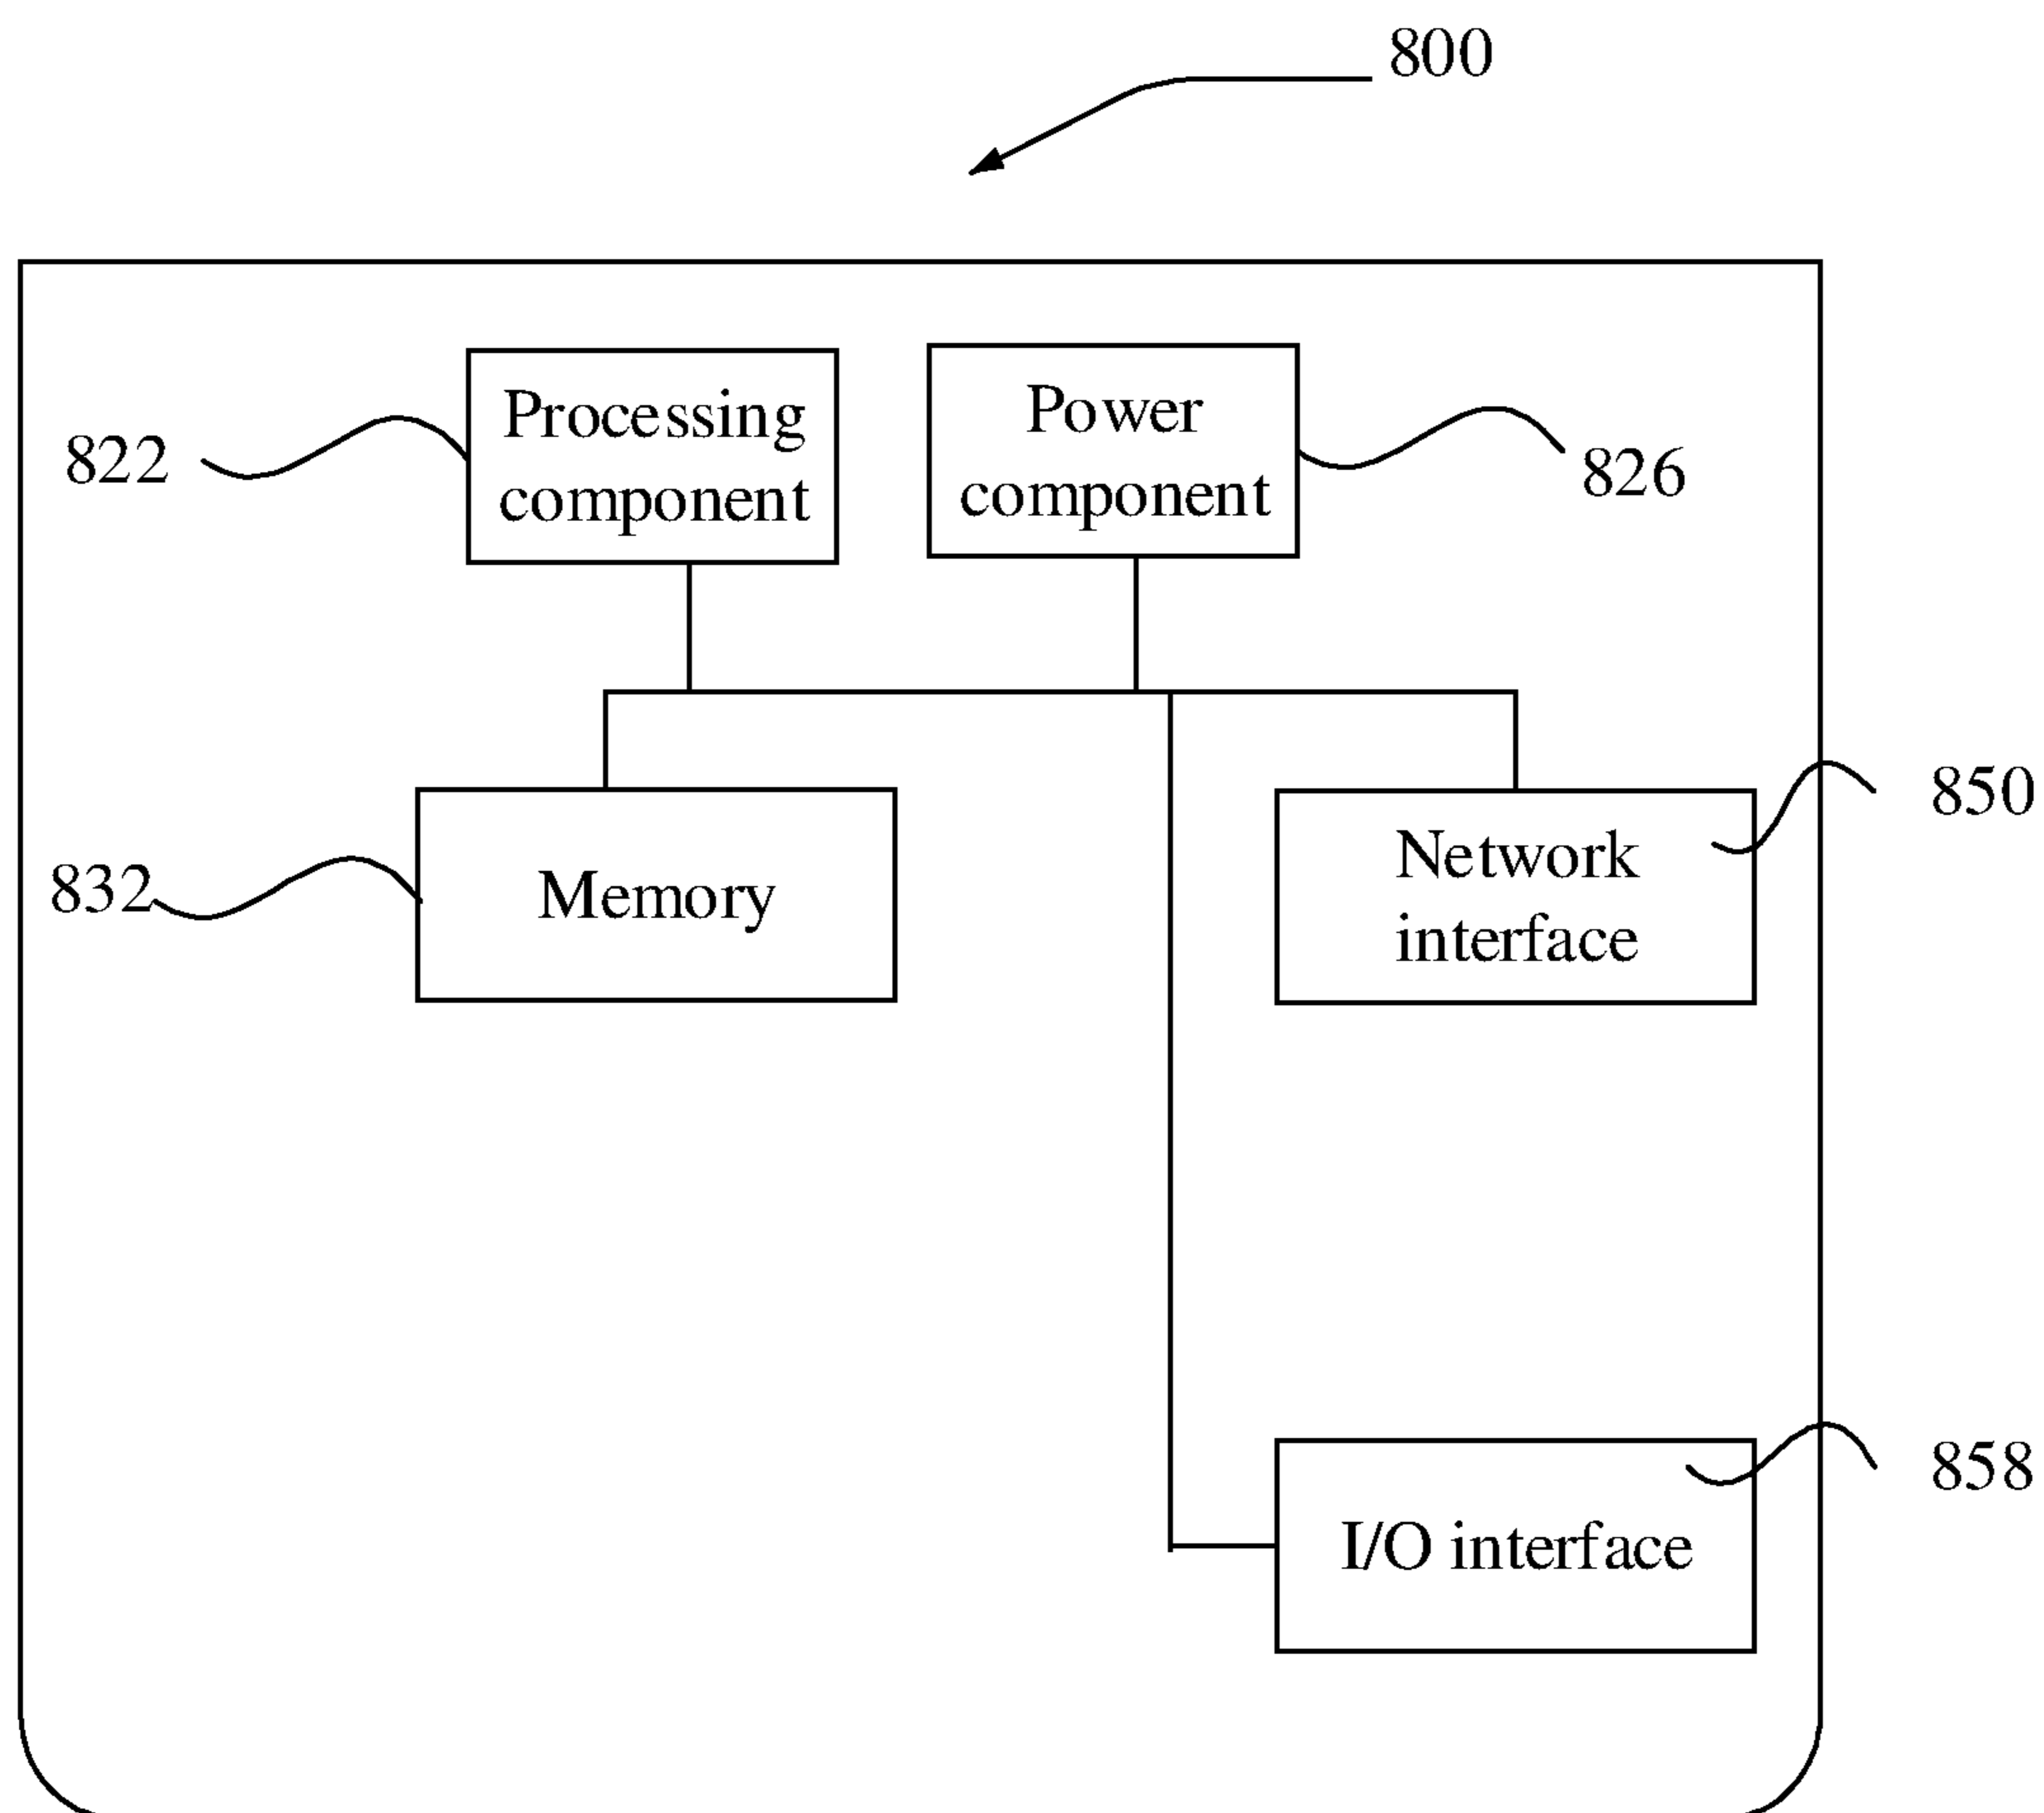 800
Processing
component
Power
component
822
826
850
Network
interface
832
Memory
858
I/O interface